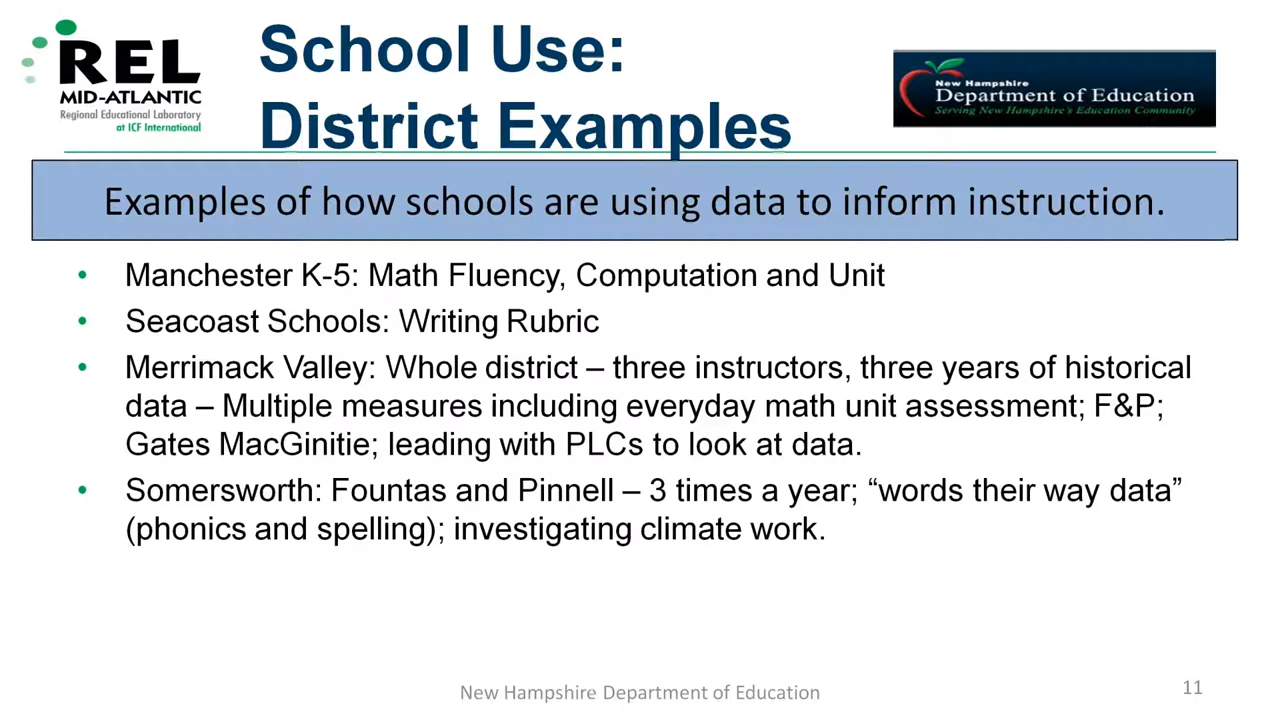 REL
MID-ATLANTIC
Regional Educational Laboratory
at ICF International
School Use:
District Examples
New Hampshire
Department of Education
Serving New Hampshire's Education Community
Examples of how schools are using data to inform instruction.
• Manchester K-5: Math Fluency, Computation and Unit
• Seacoast Schools: Writing Rubric
• Merrimack Valley: Whole district – three instructors, three years of historical
data – Multiple measures including everyday math unit assessment; F&P;
Gates MacGinitie; leading with PLCs to look at data.
• Somersworth: Fountas and Pinnell – 3 times a year; “words their way data”
(phonics and spelling); investigating climate work.
New Hampshire Department of Education
11